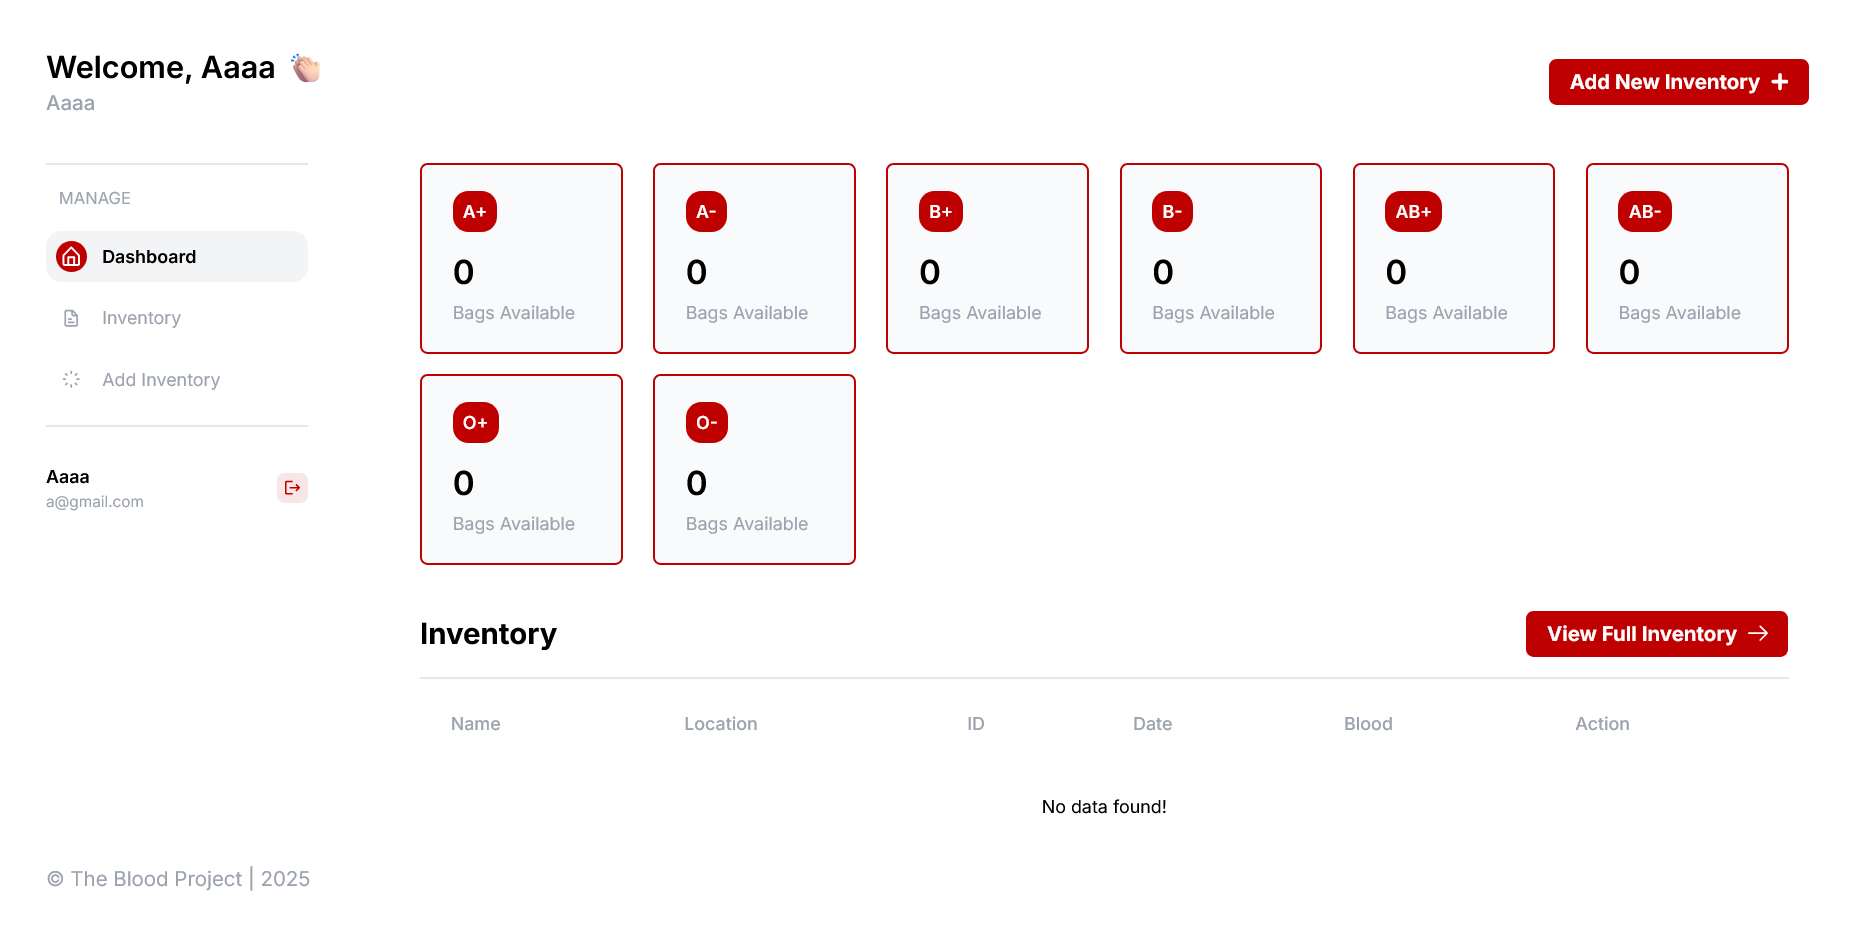 Welcome, Aaaa 👏🏻
Aaaa
Add New Inventory +
MANAGE
Dashboard
Inventory
Add Inventory
Aaaa
a@gmail.com
A+
0
Bags Available
A-
0
Bags Available
B+
0
Bags Available
B-
0
Bags Available
AB+
0
Bags Available
AB-
0
Bags Available
O+
0
Bags Available
O-
0
Bags Available
Inventory
View Full Inventory →
Name Location ID Date Blood Action
No data found!
© The Blood Project | 2025